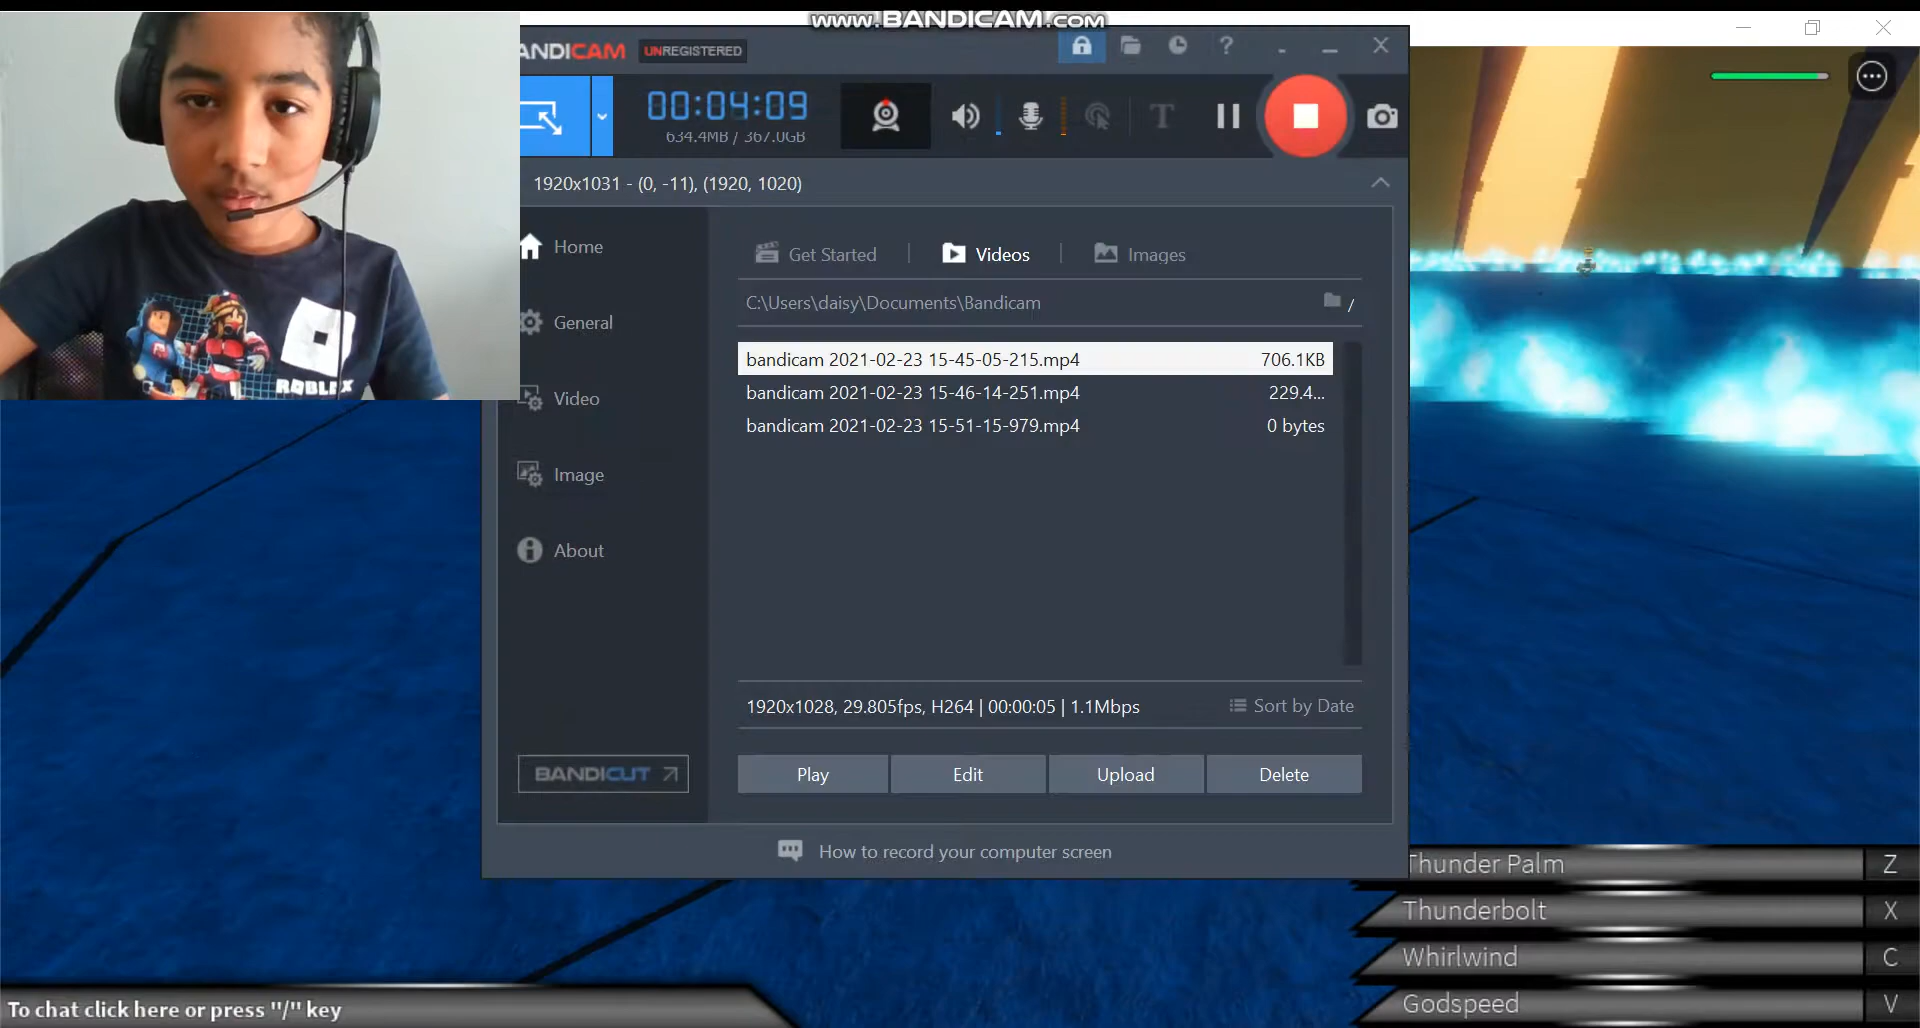 www.BANDICAM.com
ANDICAM UNREGISTERED
00:04:09
634.4MB / 367.0GB
1920x1031 - (0, -11), (1920, 1020)
Home
General
Video
Image
About
BANDICUT
Get Started
Videos
Images
C:\Users\daisy\Documents\Bandicam
/
bandicam 2021-02-23 15-45-05-215.mp4 706.1KB
bandicam 2021-02-23 15-46-14-251.mp4 229.4...
bandicam 2021-02-23 15-51-15-979.mp4 0 bytes
1920x1028, 29.805fps, H264 | 00:00:05 | 1.1Mbps
Sort by Date
Play
Edit
Upload
Delete
How to record your computer screen
ROBLOX
Thunder Palm Z
Thunderbolt X
Whirlwind C
Godspeed V
To chat click here or press "/" key